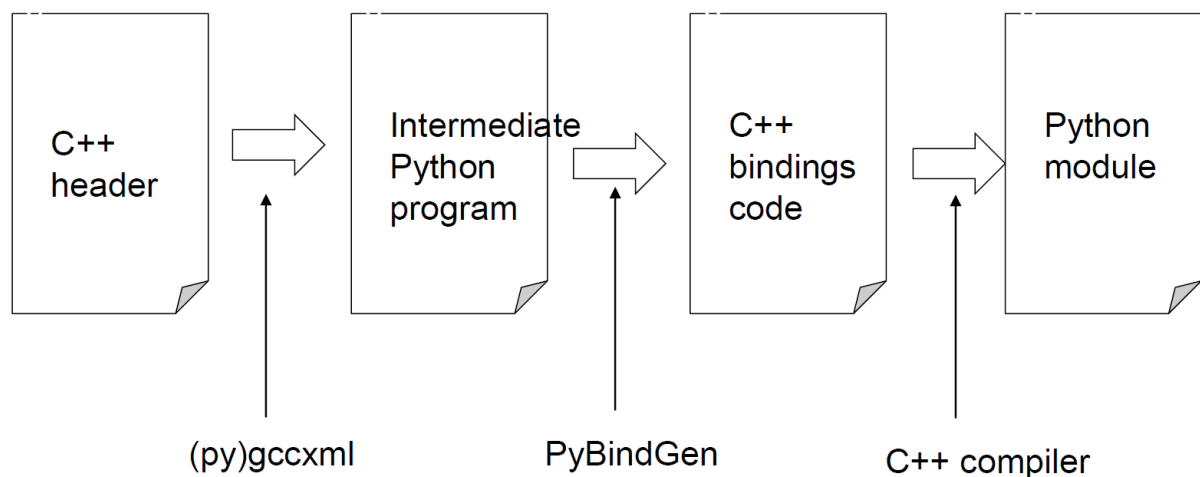 C++
header
Intermediate
Python
program
C++
bindings
code
Python
module
(py)gccxml
PyBindGen
C++ compiler